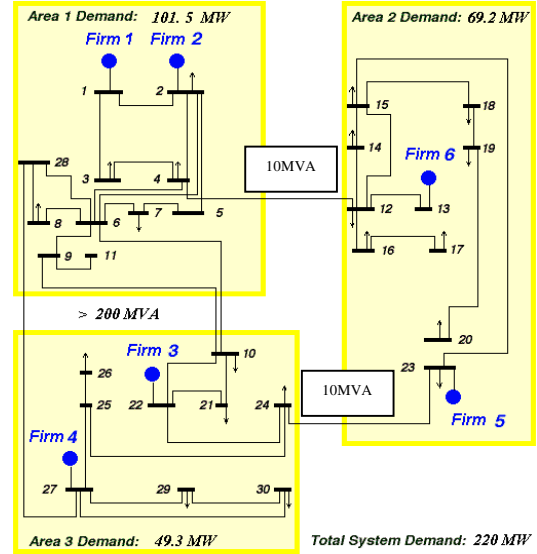 Area 1 Demand: 101. 5 MW
Area 2 Demand: 69.2 MW
Firm 1
Firm 2
1
2
15
18
14
19
Firm 6
28
3
4
10MVA
12
13
8
6
7
5
16
17
9
11
> 200 MVA
20
10
23
Firm 3
26
22
21
24
10MVA
25
Firm 5
Firm 4
27
29
30
Area 3 Demand: 49.3 MW
Total System Demand: 220 MW